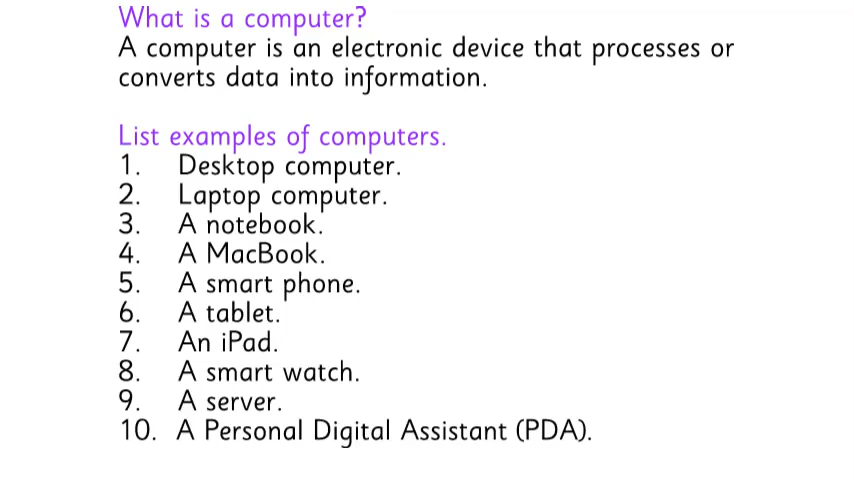 What is a computer?
A computer is an electronic device that processes or
converts data into information.
List examples of computers.
1. Desktop computer.
2. Laptop computer.
3. A notebook.
4. A MacBook.
5. A smart phone.
6. A tablet.
7. An iPad.
8. A smart watch.
9. A server.
10. A Personal Digital Assistant (PDA).